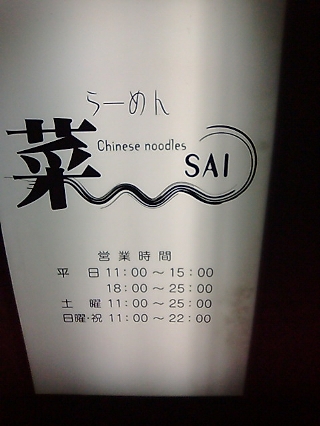 らーめん
菜
Chinese noodles
SAI
営業時間
平 日 11:00～15:00
18:00～25:00
土 曜 11:00～25:00
日曜・祝 11:00～22:00